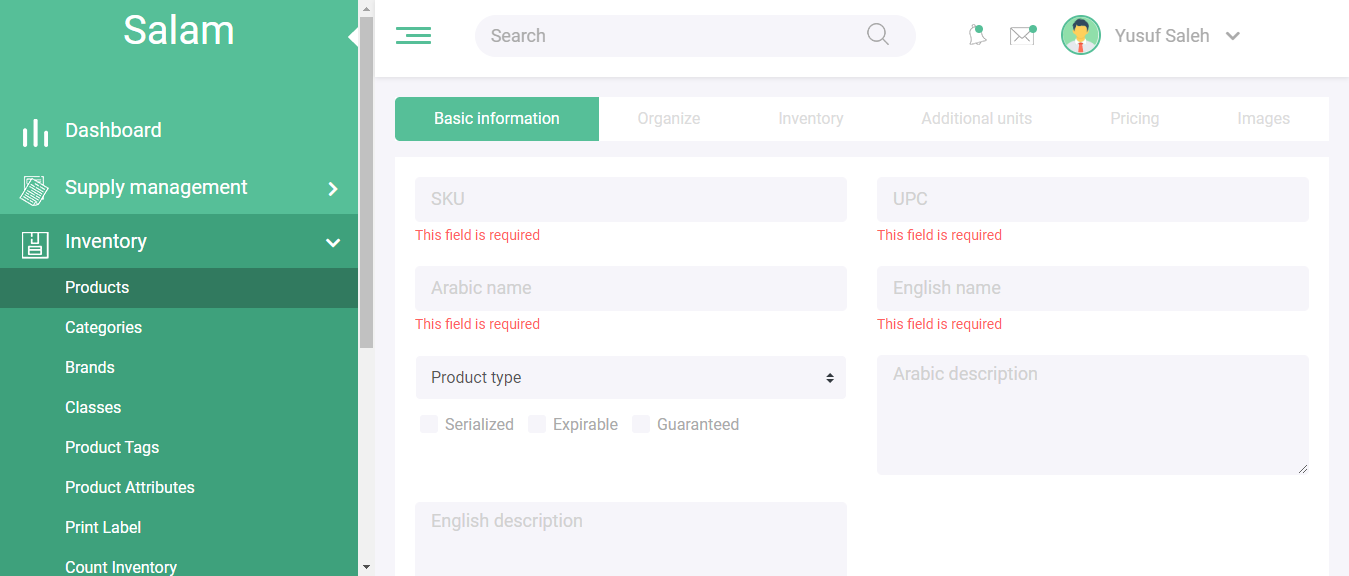 Salam
Dashboard
Supply management
Inventory
Products
Categories
Brands
Classes
Product Tags
Product Attributes
Print Label
Count Inventory
Search
Yusuf Saleh
Basic information Organize Inventory Additional units Pricing Images
SKU UPC
This field is required This field is required
Arabic name English name
This field is required This field is required
Product type Arabic description
Serialized Expirable Guaranteed
English description